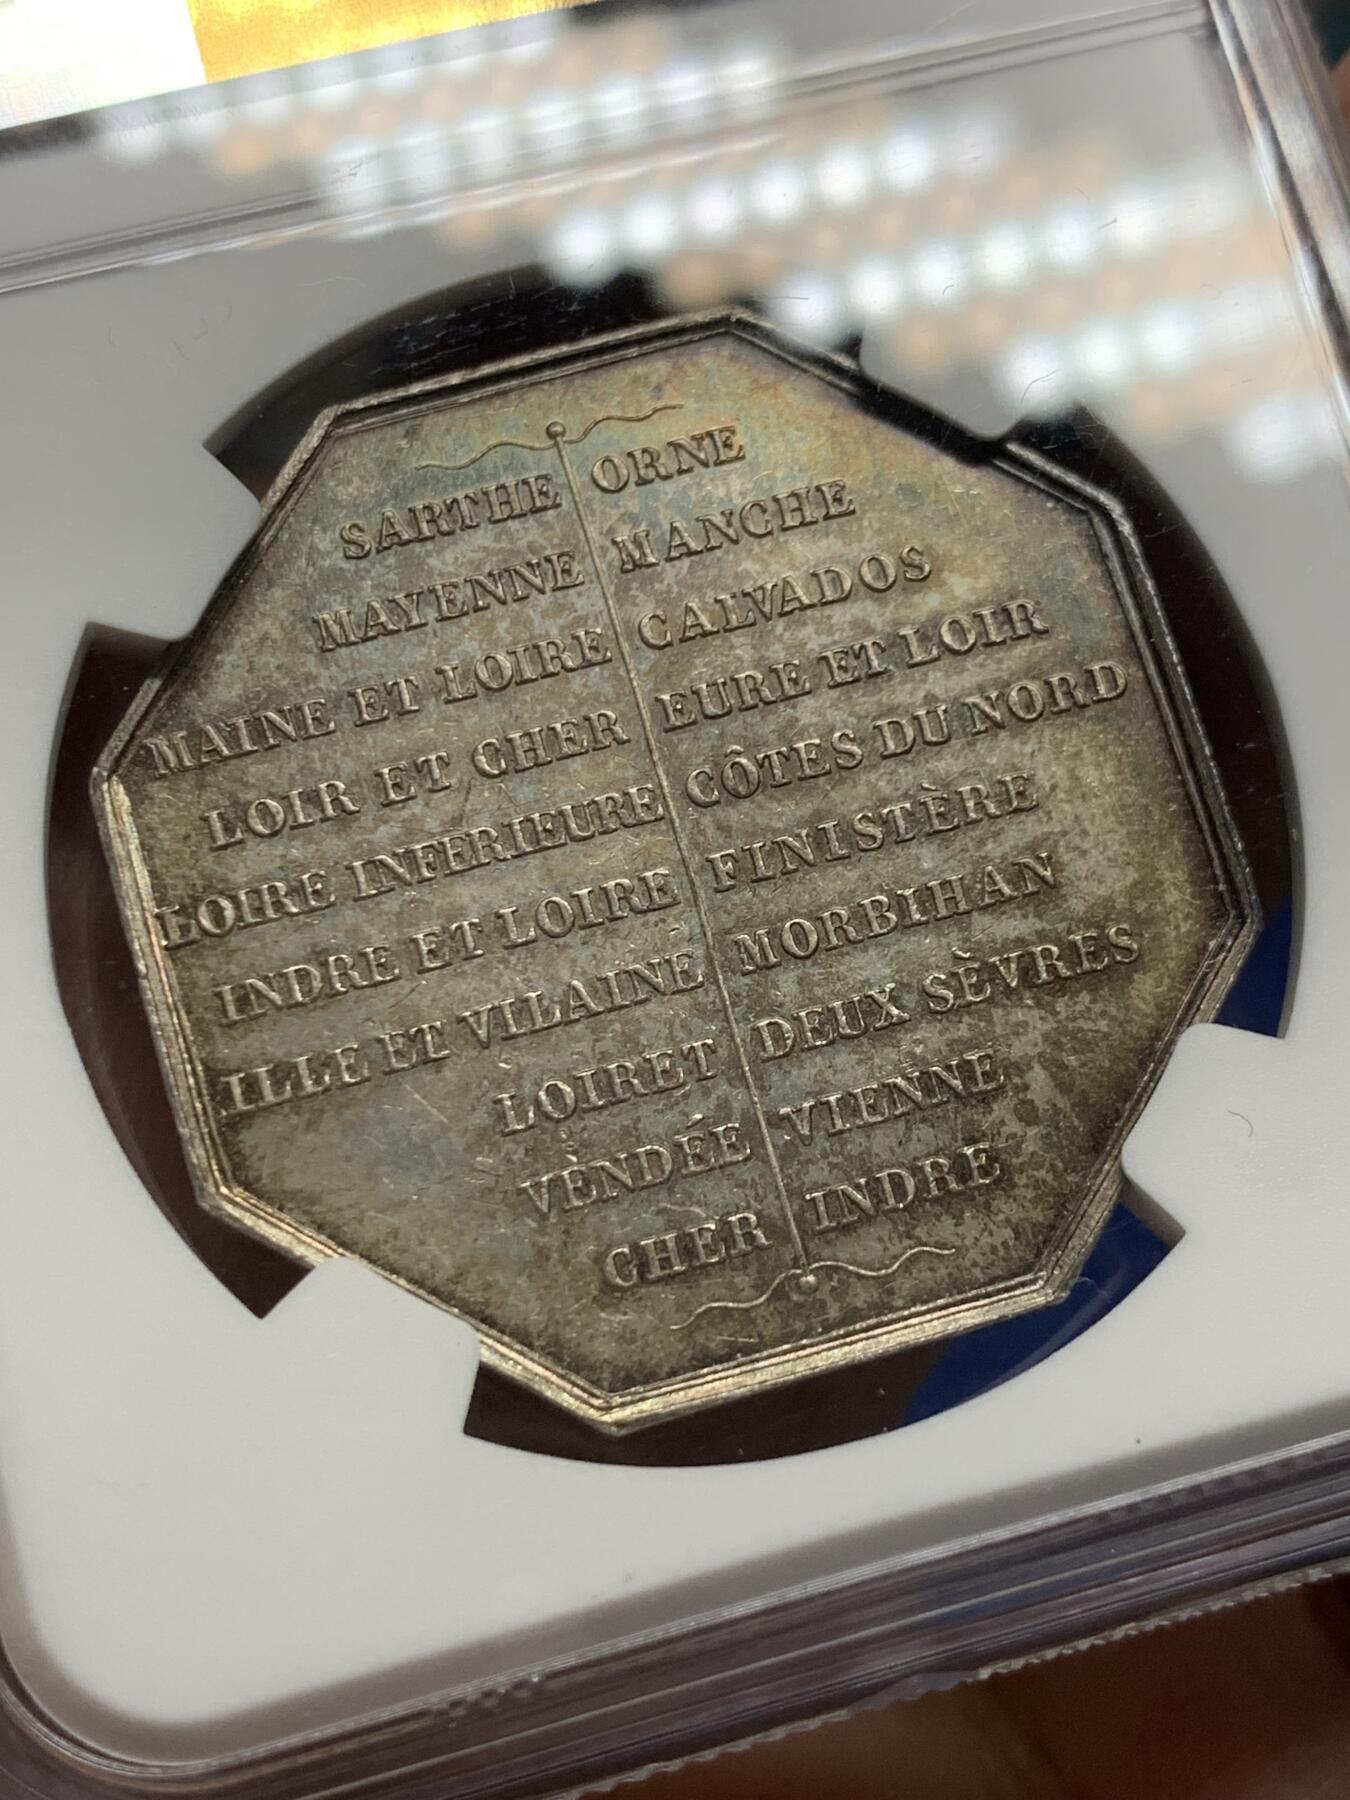 SARTHE ORNE
MAYENNE MANCHE
MAINE ET LOIRE CALVADOS
LOIR ET CHER EURE ET LOIR
LOIRE INFERIEURE CÔTES DU NORD
INDRE ET LOIRE FINISTÈRE
ILLE ET VILAINE MORBIHAN
LOIRET DEUX SÈVRES
VENDÉE VIENNE
CHER INDRE